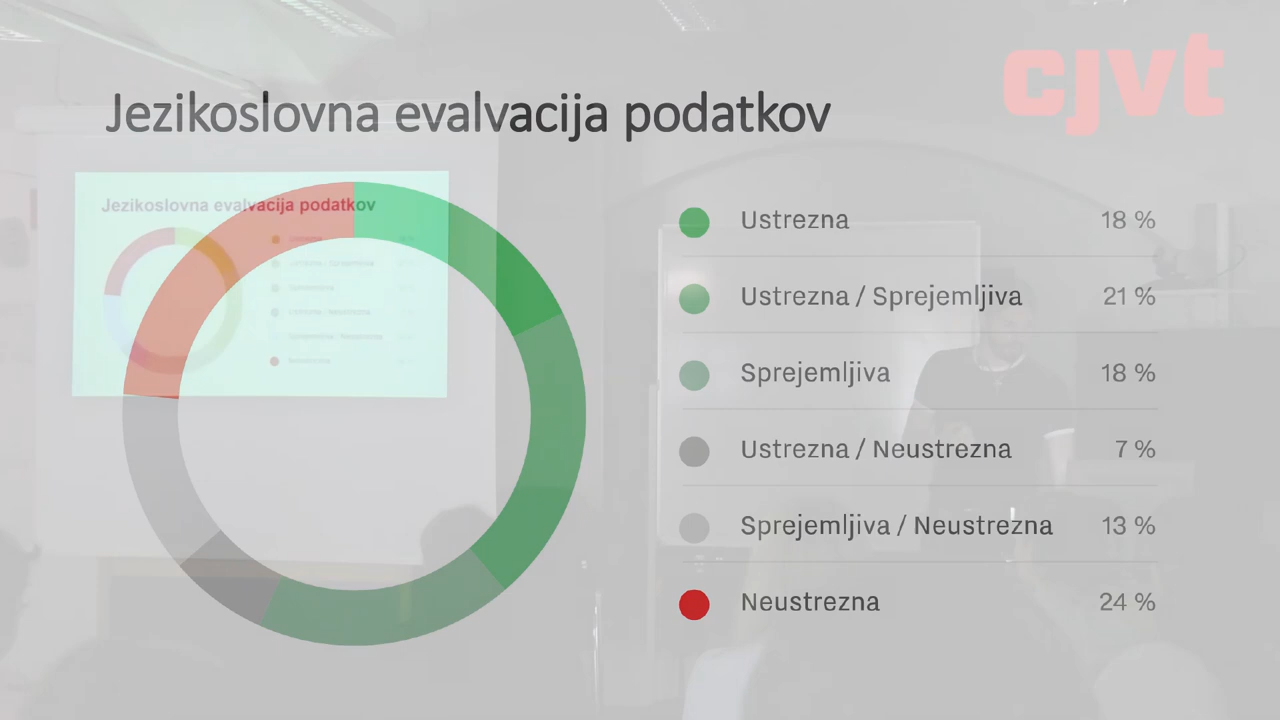 cjvt
Jezikoslovna evalvacija podatkov
Jezikoslovna evalvacija podatkov
Ustrezna 18 %
Ustrezna / Sprejemljiva 21 %
Sprejemljiva 18 %
Ustrezna / Neustrezna 7 %
Sprejemljiva / Neustrezna 13 %
Neustrezna 24 %